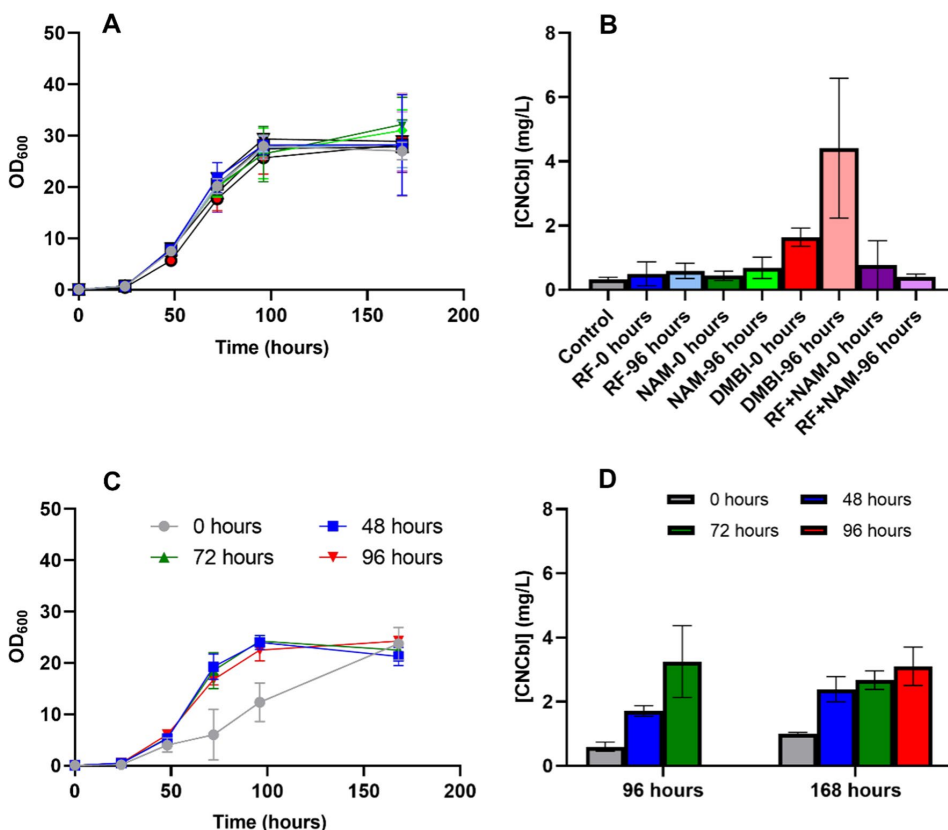 A
50
40
30
20
10
0
OD600
0 50 100 150 200
Time (hours)
B
8
6
4
2
0
[CNCbl] (mg/L)
Control
RF-0 hours
RF-96 hours
NAM-0 hours
NAM-96 hours
DMBI-0 hours
DMBI-96 hours
RF+NAM-0 hours
RF+NAM-96 hours
C
0 hours 48 hours
72 hours 96 hours
50
40
30
20
10
0
OD600
0 50 100 150 200
Time (hours)
D
0 hours 48 hours
72 hours 96 hours
8
6
4
2
0
[CNCbl] (mg/L)
96 hours 168 hours